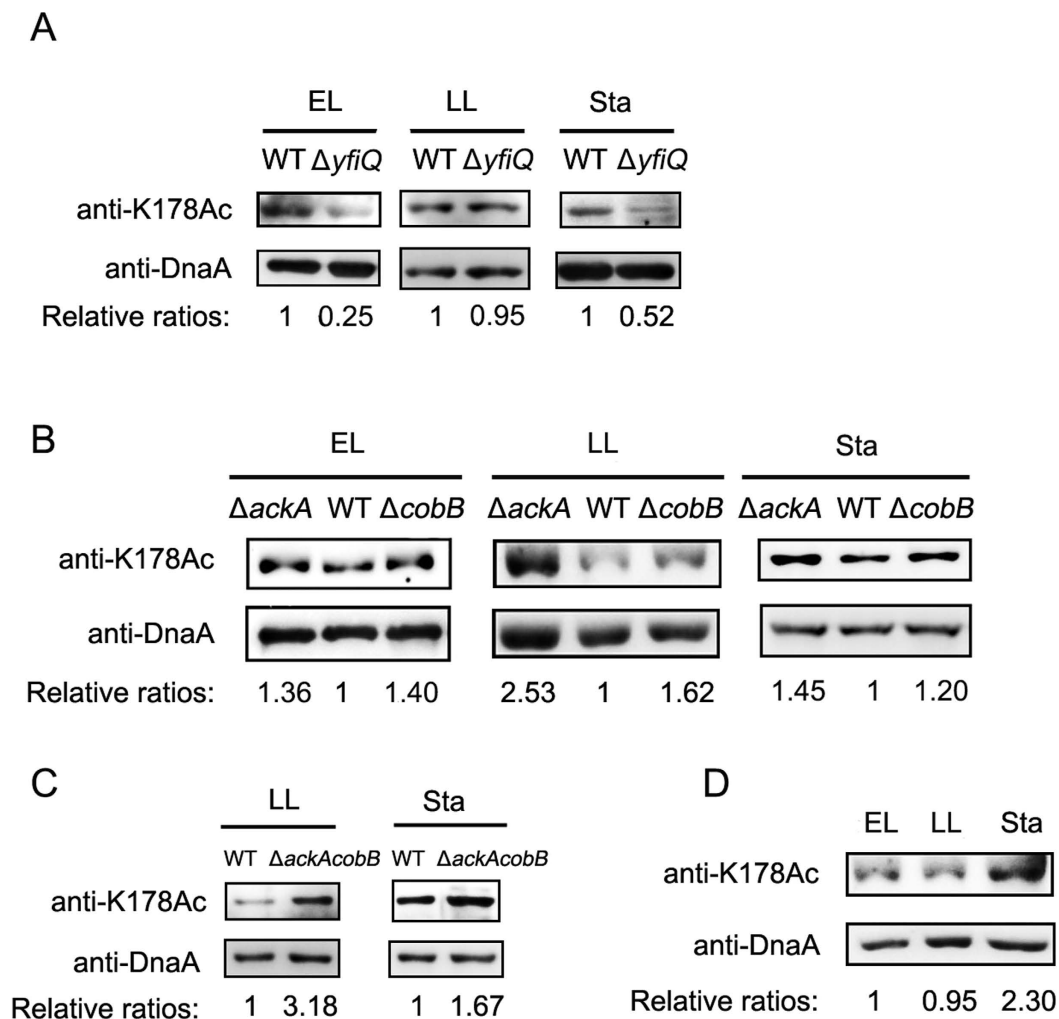 A
EL LL Sta
WT ΔyfiQ WT ΔyfiQ WT ΔyfiQ
anti-K178Ac
anti-DnaA
Relative ratios: 1 0.25 1 0.95 1 0.52
B
EL LL Sta
ΔackA WT ΔcobB ΔackA WT ΔcobB ΔackA WT ΔcobB
anti-K178Ac
anti-DnaA
Relative ratios: 1.36 1 1.40 2.53 1 1.62 1.45 1 1.20
C
LL Sta
WT ΔackAcobB WT ΔackAcobB
anti-K178Ac
anti-DnaA
Relative ratios: 1 3.18 1 1.67
D
EL LL Sta
anti-K178Ac
anti-DnaA
Relative ratios: 1 0.95 2.30